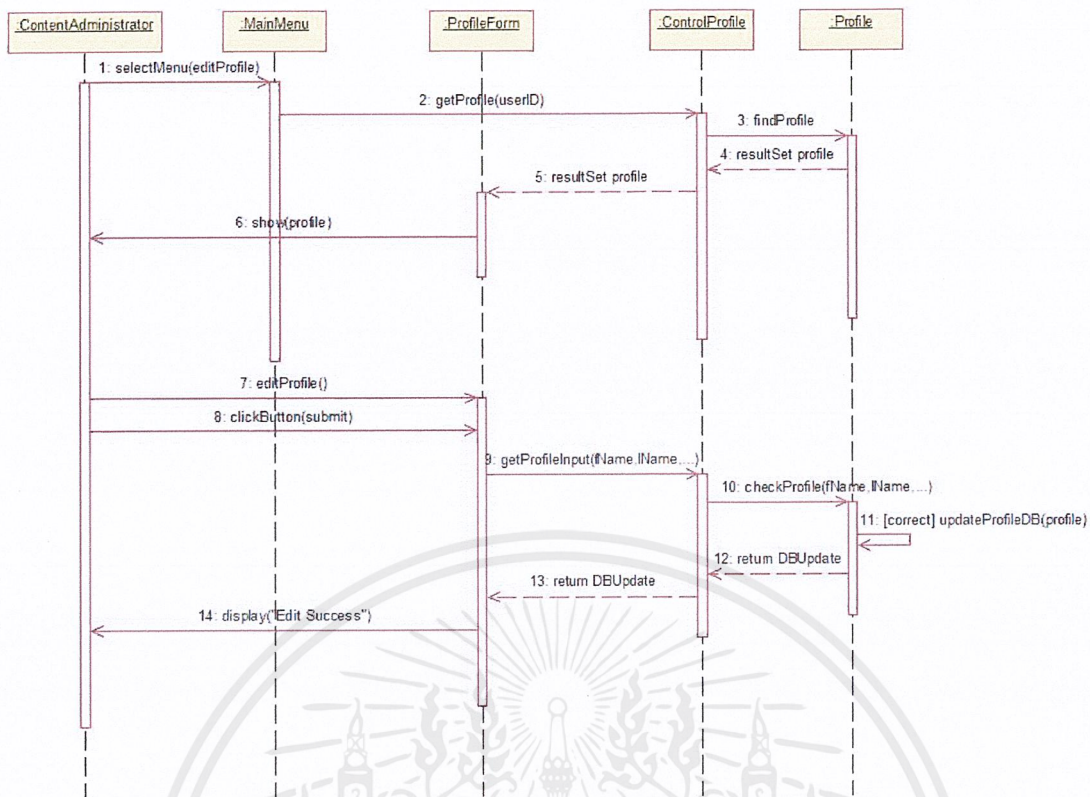 :ContentAdministrator
:MainMenu
:ProfileForm
:ControlProfile
:Profile
1: selectMenu(editProfile)
2: getProfile(userID)
3: findProfile
4: resultSet profile
5: resultSet profile
6: show(profile)
7: editProfile()
8: clickButton(submit)
9: getProfileInput(fName,lName,...)
10: checkProfile(fName,lName,...)
11: [correct] updateProfileDB(profile)
12: return DBUpdate
13: return DBUpdate
14: display("Edit Success")